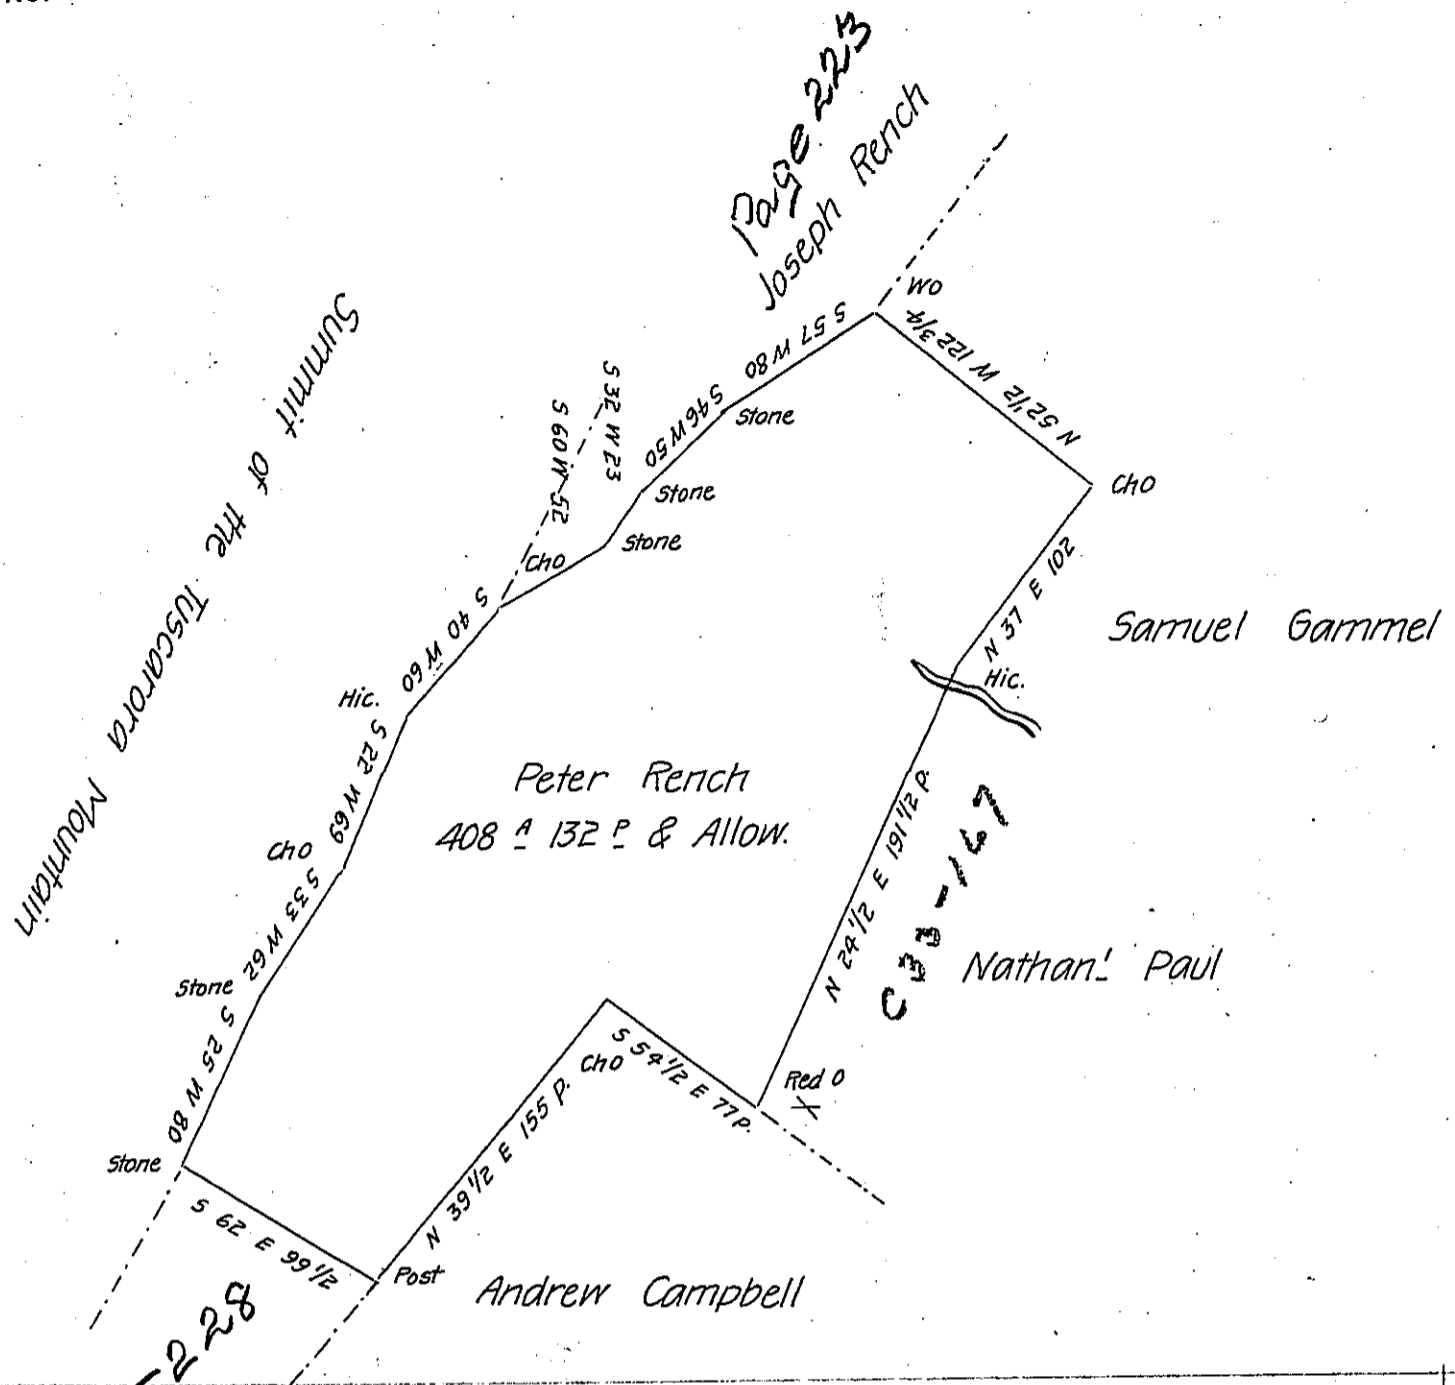 Page 223
Joseph Rench
WO
S 57 W 80
N 52 1/2 W 122 3/4
Summit of the Tuscarora Mountain
S 32 W 23
S 60 W 52
S 46 W 50
Stone
Stone
Stone
Cho
Cho
N 37 E 102
Samuel Gammel
Hic.
S 40 W 60
Hic.
S 22 W 69
Peter Rench
408 A 132 P & Allow.
N 24 1/2 E 191 1/2 P.
C33-167
Cho
S 33 W 62
Nathanl Paul
Stone
S 25 W 80
Cho
S 54 1/2 E 77 P.
Red O
X
N 39 1/2 E 155 P.
Stone
S 62 E 99 1/2
Post
Andrew Campbell
-228